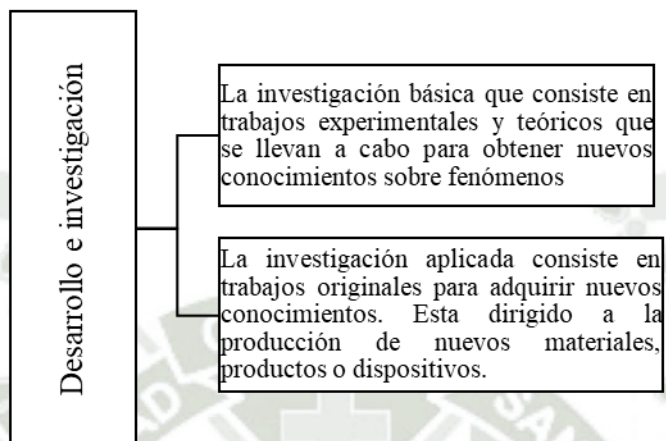 Desarrollo e investigación
La investigación básica que consiste en
trabajos experimentales y teóricos que
se llevan a cabo para obtener nuevos
conocimientos sobre fenómenos
La investigación aplicada consiste en
trabajos originales para adquirir nuevos
conocimientos. Esta dirigido a la
producción de nuevos materiales,
productos o dispositivos.